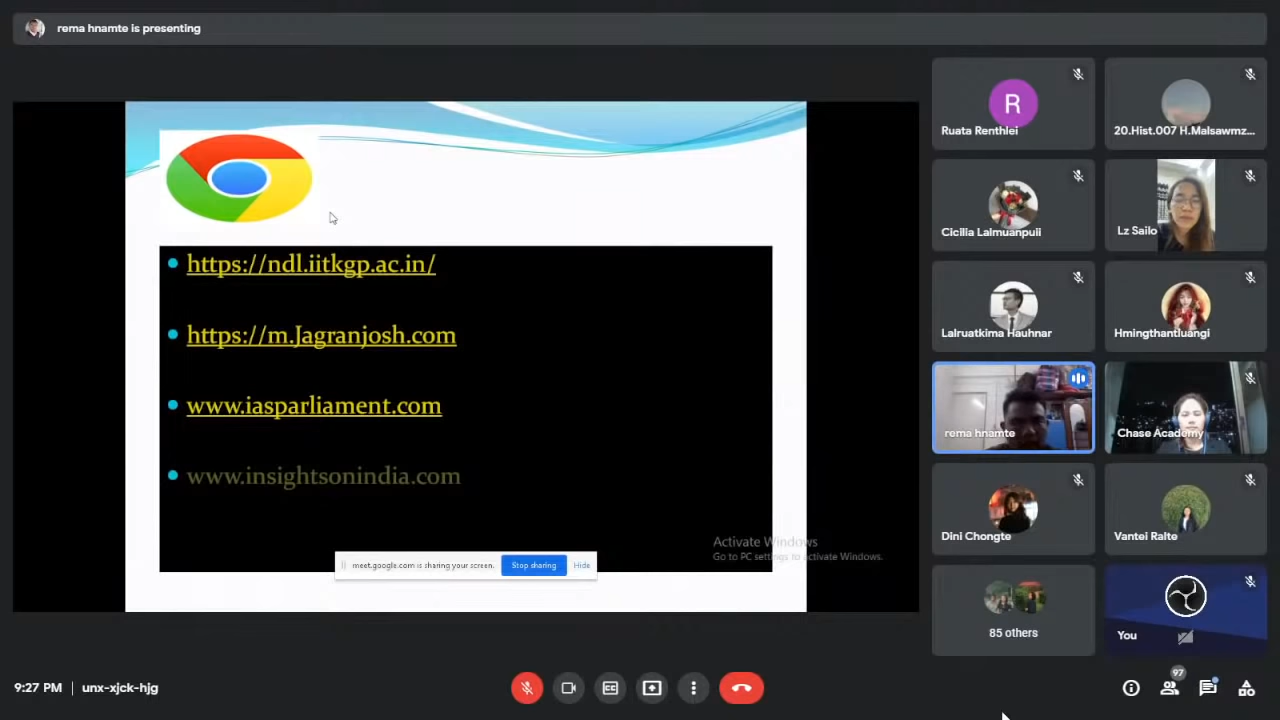 rema hnamte is presenting
https://ndl.iitkgp.ac.in/
https://m.Jagranjosh.com
www.iasparliament.com
www.insightsonindia.com
Activate Windows
Go to PC settings to activate Windows.
meet.google.com is sharing your screen.
Stop sharing
Hide
R
Ruata Renthlei
20.Hist.007 H.Malsawmz...
Cicilia Lalmuanpuii
Lz Sailo
Lalruatkima Hauhnar
Hmingthantluangi
rema hnamte
Chase Academy
Dini Chongte
Vantei Ralte
85 others
You
9:27 PM | unx-xjck-hjg
97